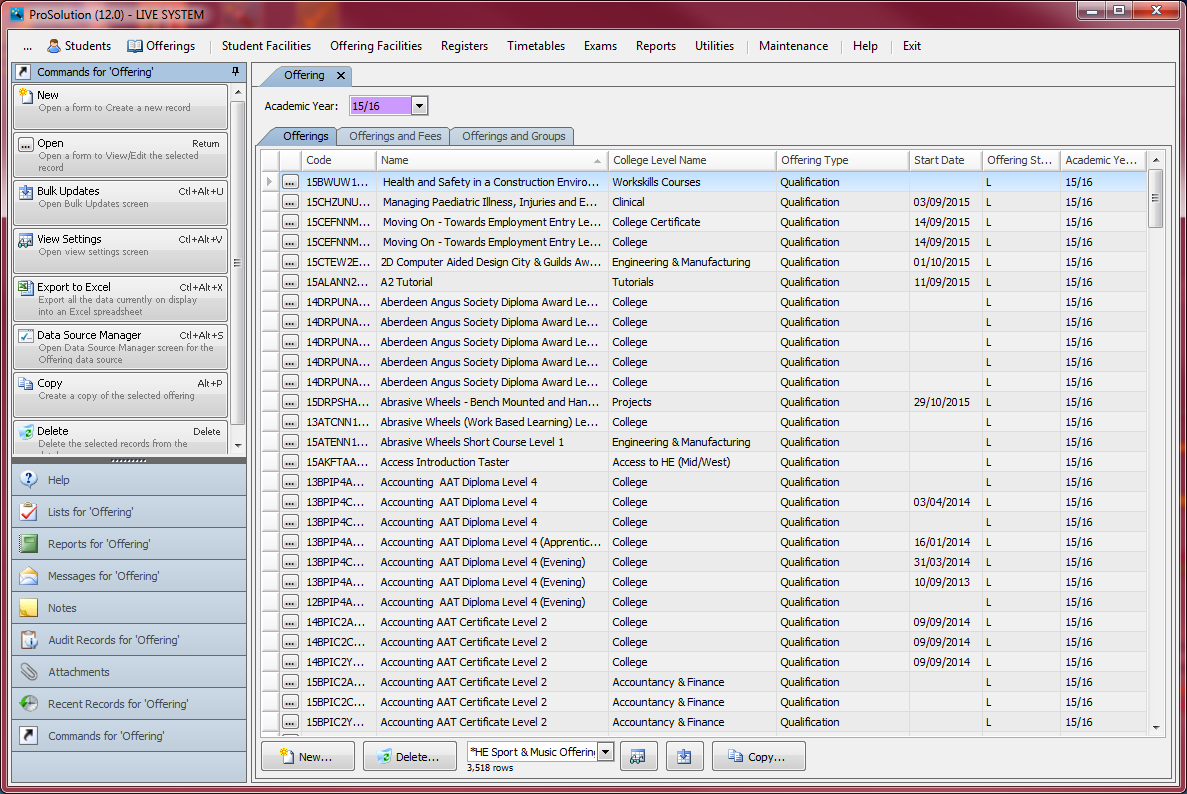 ProSolution (12.0) - LIVE SYSTEM
... Students Offerings Student Facilities Offering Facilities Registers Timetables Exams Reports Utilities Maintenance Help Exit
Commands for 'Offering'
New
Open a form to Create a new record
Open Return
Open a form to View/Edit the selected
record
Bulk Updates Ctl+Alt+U
Open Bulk Updates screen
View Settings Ctl+Alt+V
Open view settings screen
Export to Excel Ctl+Alt+X
Export all the data currently on display
into an Excel spreadsheet
Data Source Manager Ctl+Alt+S
Open Data Source Manager screen for the
Offering data source
Copy Alt+P
Create a copy of the selected offering
Delete Delete
Delete the selected records from the
Help
Lists for 'Offering'
Reports for 'Offering'
Messages for 'Offering'
Notes
Audit Records for 'Offering'
Attachments
Recent Records for 'Offering'
Commands for 'Offering'
Offering
Academic Year: 15/16
Offerings Offerings and Fees Offerings and Groups
Code Name College Level Name Offering Type Start Date Offering St... Academic Ye...
15BWUW1... Health and Safety in a Construction Enviro... Workskills Courses Qualification L 15/16
15CHZUNU... Managing Paediatric Illness, Injuries and E... Clinical Qualification 03/09/2015 L 15/16
15CEFNNM... Moving On - Towards Employment Entry Le... College Certificate Qualification 14/09/2015 L 15/16
15CEFNNM... Moving On - Towards Employment Entry Le... College Qualification 14/09/2015 L 15/16
15CTEW2E... 2D Computer Aided Design City & Guilds Aw... Engineering & Manufacturing Qualification 01/10/2015 L 15/16
15ALANN2... A2 Tutorial Tutorials Qualification 11/09/2015 L 15/16
14DRPUNA... Aberdeen Angus Society Diploma Award Le... College Qualification L 15/16
14DRPUNA... Aberdeen Angus Society Diploma Award Le... College Qualification L 15/16
14DRPUNA... Aberdeen Angus Society Diploma Award Le... College Qualification L 15/16
14DRPUNA... Aberdeen Angus Society Diploma Award Le... College Qualification L 15/16
14DRPUNA... Aberdeen Angus Society Diploma Award Le... College Qualification L 15/16
15DRPSHA... Abrasive Wheels - Bench Mounted and Han... Projects Qualification 29/10/2015 L 15/16
13ATCNN1... Abrasive Wheels (Work Based Learning) Le... College Qualification L 15/16
15ATENN1... Abrasive Wheels Short Course Level 1 Engineering & Manufacturing Qualification L 15/16
15AKFTAA... Access Introduction Taster Access to HE (Mid/West) Qualification L 15/16
13BPIP4A... Accounting AAT Diploma Level 4 College Qualification L 15/16
13BPIP4C... Accounting AAT Diploma Level 4 College Qualification 03/04/2014 L 15/16
13BPIP4C... Accounting AAT Diploma Level 4 College Qualification L 15/16
13BPIP4A... Accounting AAT Diploma Level 4 (Apprentic... College Qualification 16/01/2014 L 15/16
13BPIP4C... Accounting AAT Diploma Level 4 (Evening) College Qualification 31/03/2014 L 15/16
13BPIP4A... Accounting AAT Diploma Level 4 (Evening) College Qualification 10/09/2013 L 15/16
12BPIP4A... Accounting AAT Diploma Level 4 (Evening) College Qualification L 15/16
14BPIC2A... Accounting AAT Certificate Level 2 College Qualification 09/09/2014 L 15/16
14BPIC2C... Accounting AAT Certificate Level 2 College Qualification 09/09/2014 L 15/16
14BPIC2Y... Accounting AAT Certificate Level 2 College Qualification 09/09/2014 L 15/16
15BPIC2A... Accounting AAT Certificate Level 2 Accountancy & Finance Qualification L 15/16
15BPIC2C... Accounting AAT Certificate Level 2 Accountancy & Finance Qualification L 15/16
15BPIC2Y... Accounting AAT Certificate Level 2 Accountancy & Finance Qualification L 15/16
New... Delete... *HE Sport & Music Offering Copy...
3,518 rows